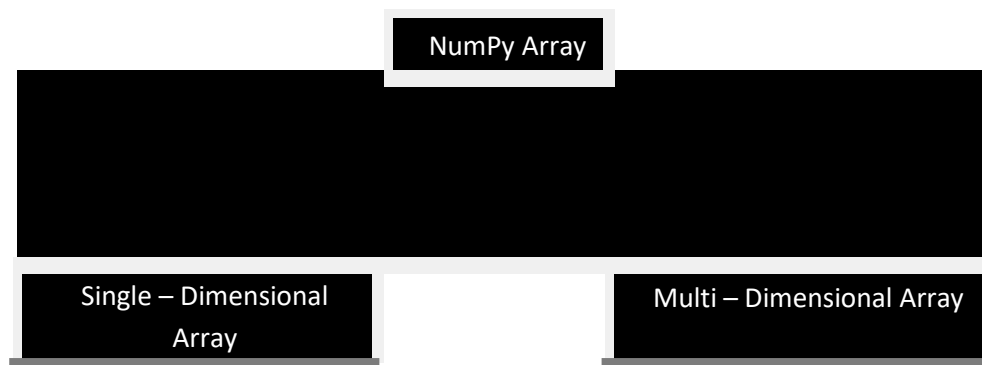 NumPy Array
Single – Dimensional
Array
Multi – Dimensional Array